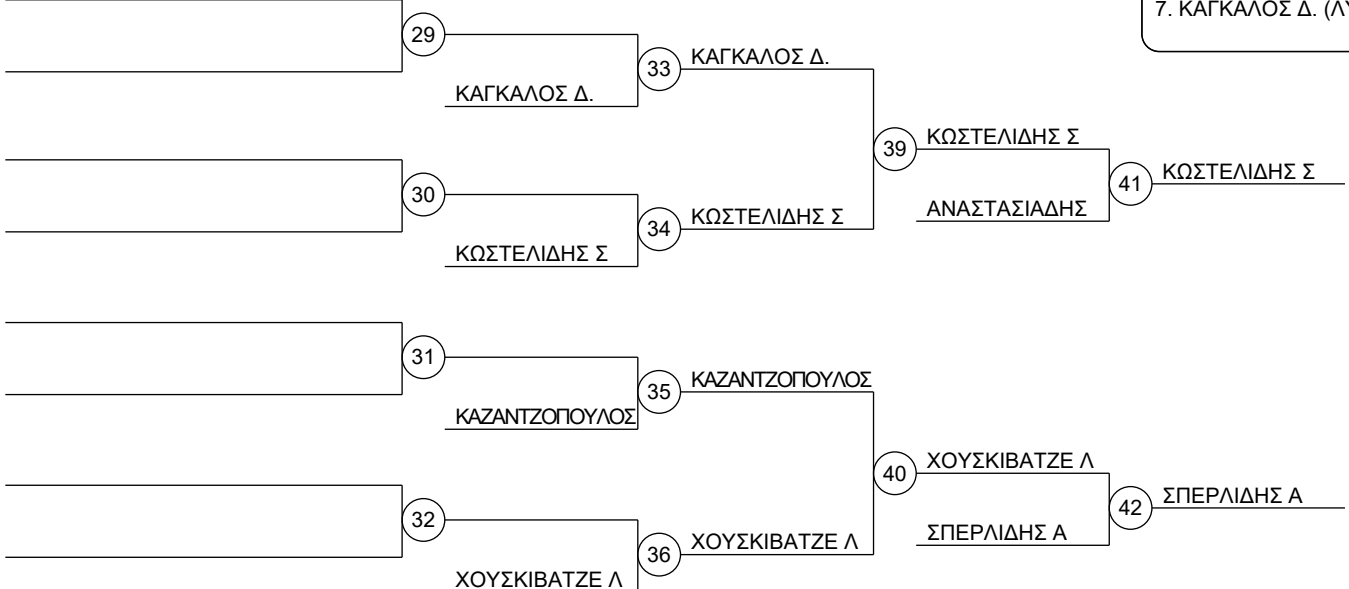 7. ΚΑΓΚΑΛΟΣ Δ. (ΛΥ
29
33 ΚΑΓΚΑΛΟΣ Δ.
ΚΑΓΚΑΛΟΣ Δ.
39 ΚΩΣΤΕΛΙΔΗΣ Σ
41 ΚΩΣΤΕΛΙΔΗΣ Σ
30
34 ΚΩΣΤΕΛΙΔΗΣ Σ
ΑΝΑΣΤΑΣΙΑΔΗΣ
ΚΩΣΤΕΛΙΔΗΣ Σ
31
35 ΚΑΖΑΝΤΖΟΠΟΥΛΟΣ
ΚΑΖΑΝΤΖΟΠΟΥΛΟΣ
40 ΧΟΥΣΚΙΒΑΤΖΕ Λ
42 ΣΠΕΡΛΙΔΗΣ Α
32
36 ΧΟΥΣΚΙΒΑΤΖΕ Λ
ΣΠΕΡΛΙΔΗΣ Α
ΧΟΥΣΚΙΒΑΤΖΕ Λ